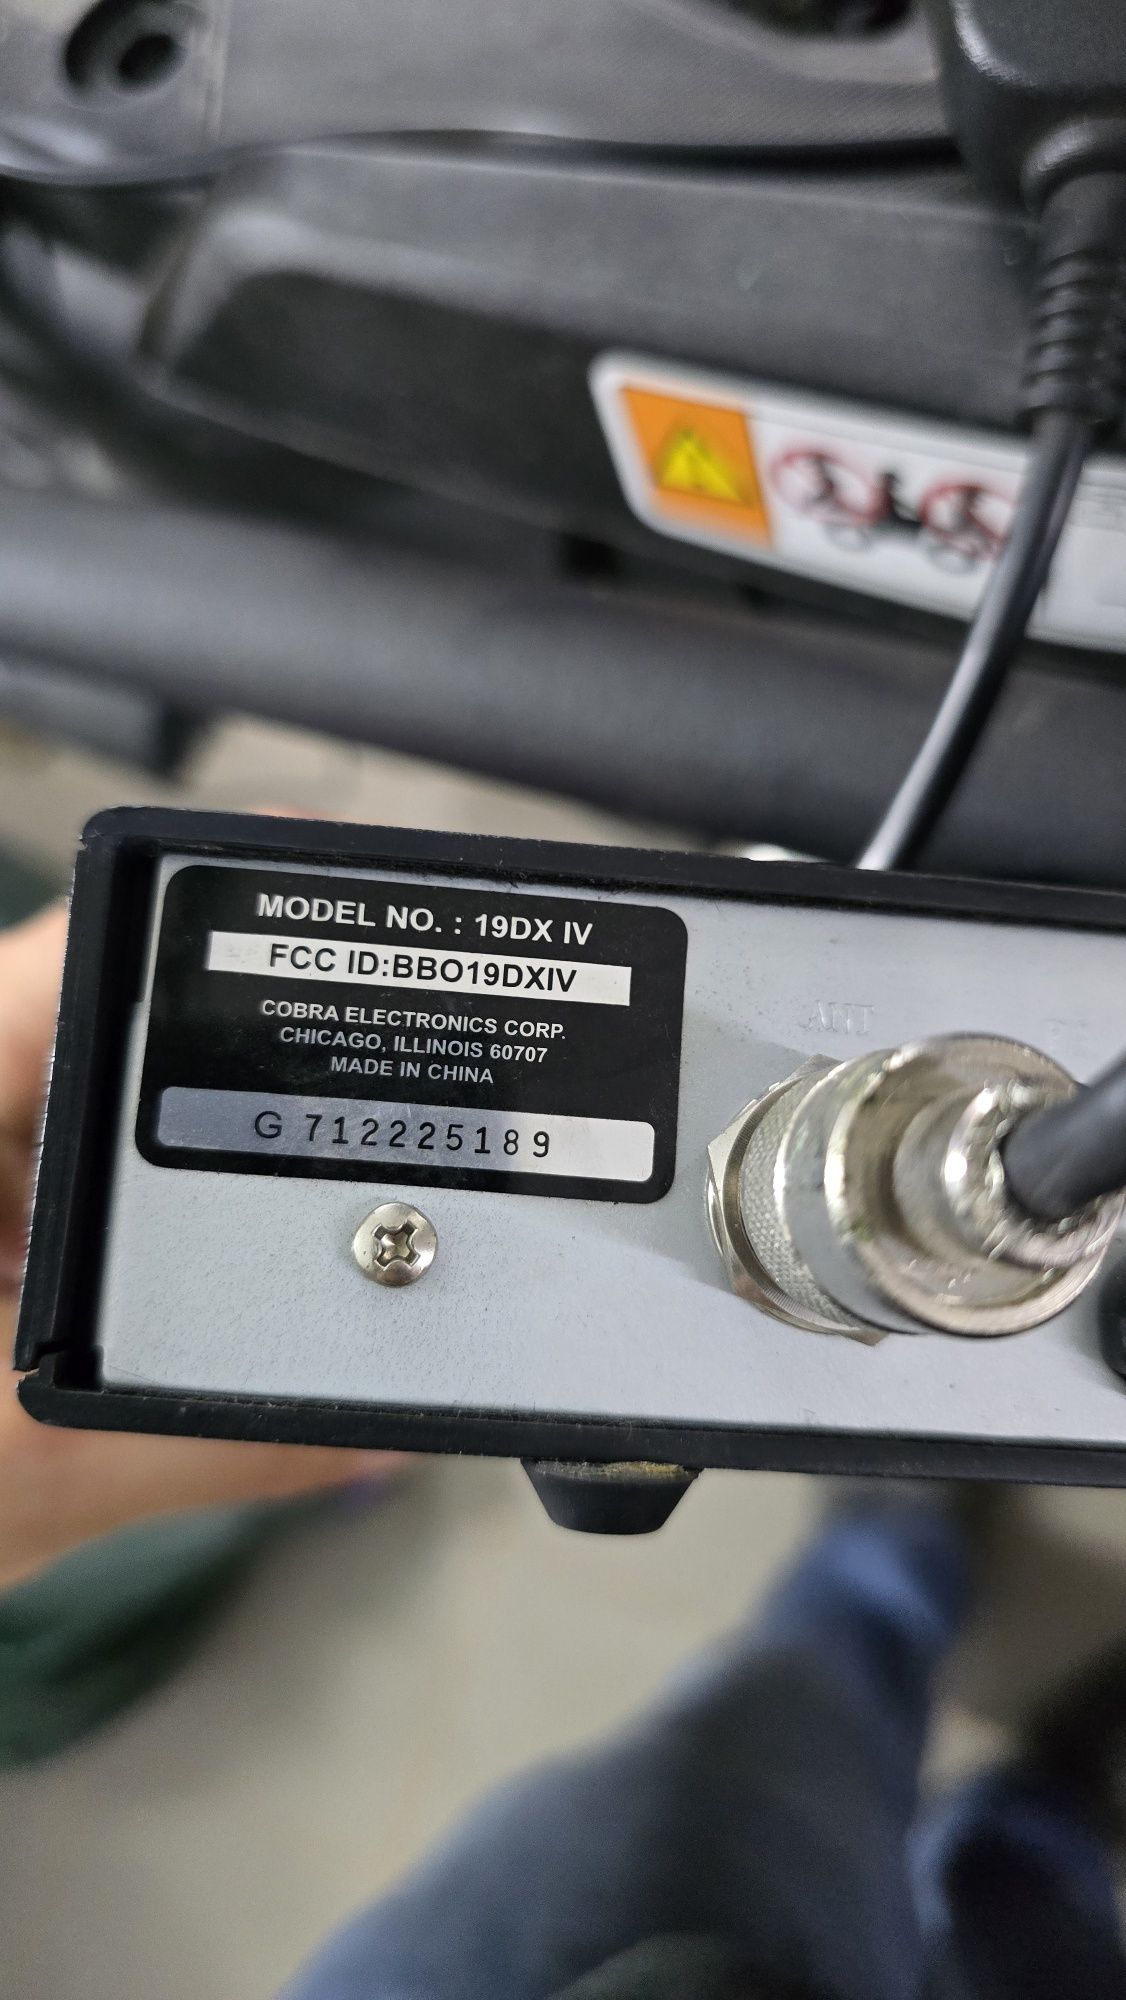 MODEL NO. : 19DX IV
FCC ID:BBO19DXIV
COBRA ELECTRONICS CORP.
CHICAGO, ILLINOIS 60707
MADE IN CHINA
G 712225189
ANT